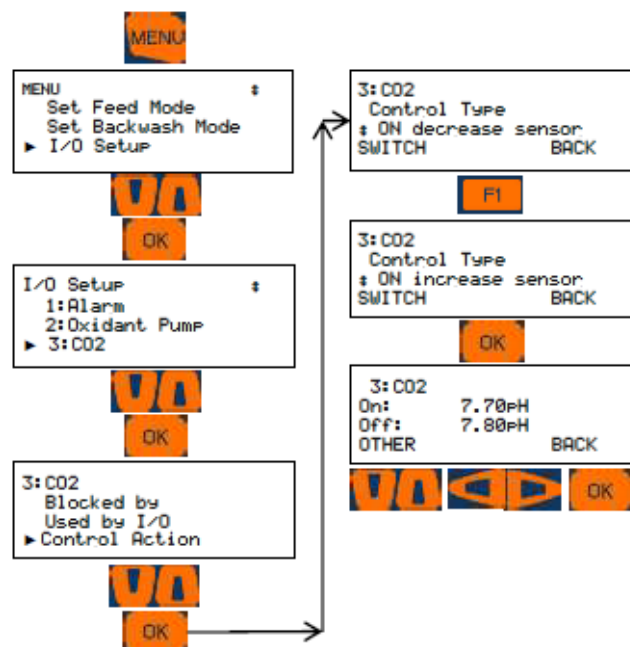 MENU
MENU ↕
Set Feed Mode
Set Backwash Mode
► I/O Setup
OK
I/O Setup ↕
1:Alarm
2:Oxidant Pump
► 3:CO2
OK
3:CO2
Blocked by
Used by I/O
►Control Action
OK
3:CO2
Control Type
↕ ON decrease sensor
SWITCH BACK
F1
3:CO2
Control Type
↕ ON increase sensor
SWITCH BACK
OK
3:CO2
On: 7.70pH
Off: 7.80pH
OTHER BACK
OK